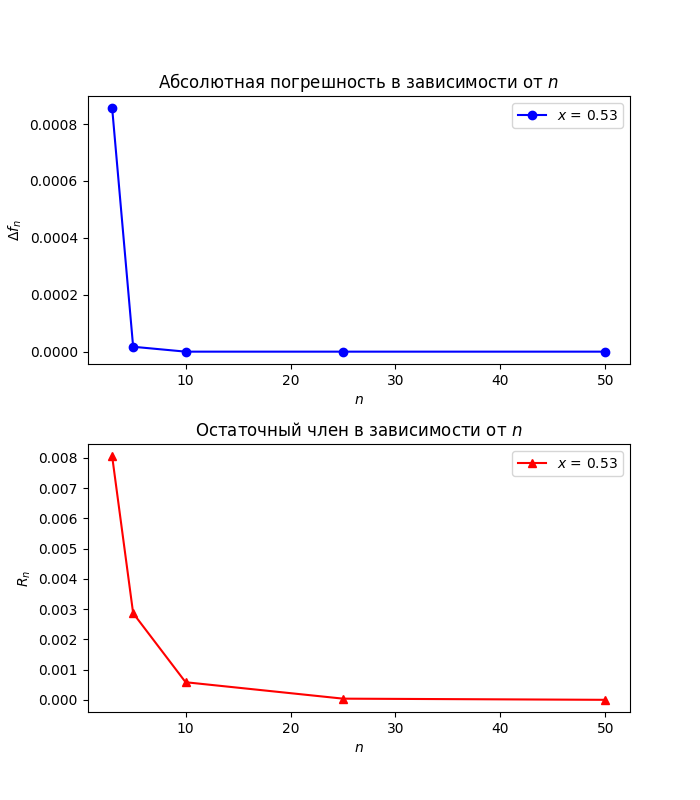 Абсолютная погрешность в зависимости от n
x = 0.53
0.0008
0.0006
0.0004
0.0002
0.0000
Δfn
10 20 30 40 50
n
Остаточный член в зависимости от n
x = 0.53
0.008
0.007
0.006
0.005
0.004
0.003
0.002
0.001
0.000
Rn
10 20 30 40 50
n